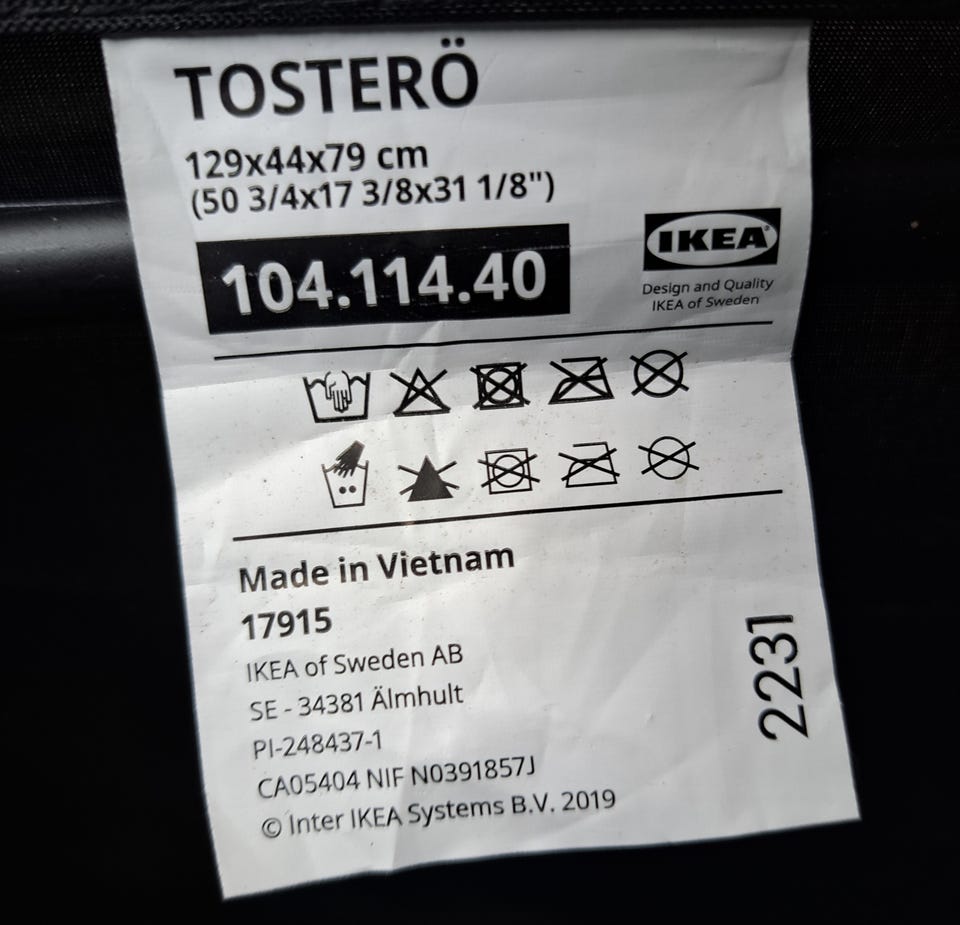 TOSTERÖ
129x44x79 cm
(50 3/4x17 3/8x31 1/8")
104.114.40
IKEA®
Design and Quality
IKEA of Sweden
Made in Vietnam
17915
IKEA of Sweden AB
SE - 34381 Älmhult
PI-248437-1
CA05404 NIF N0391857J
© Inter IKEA Systems B.V. 2019
2231